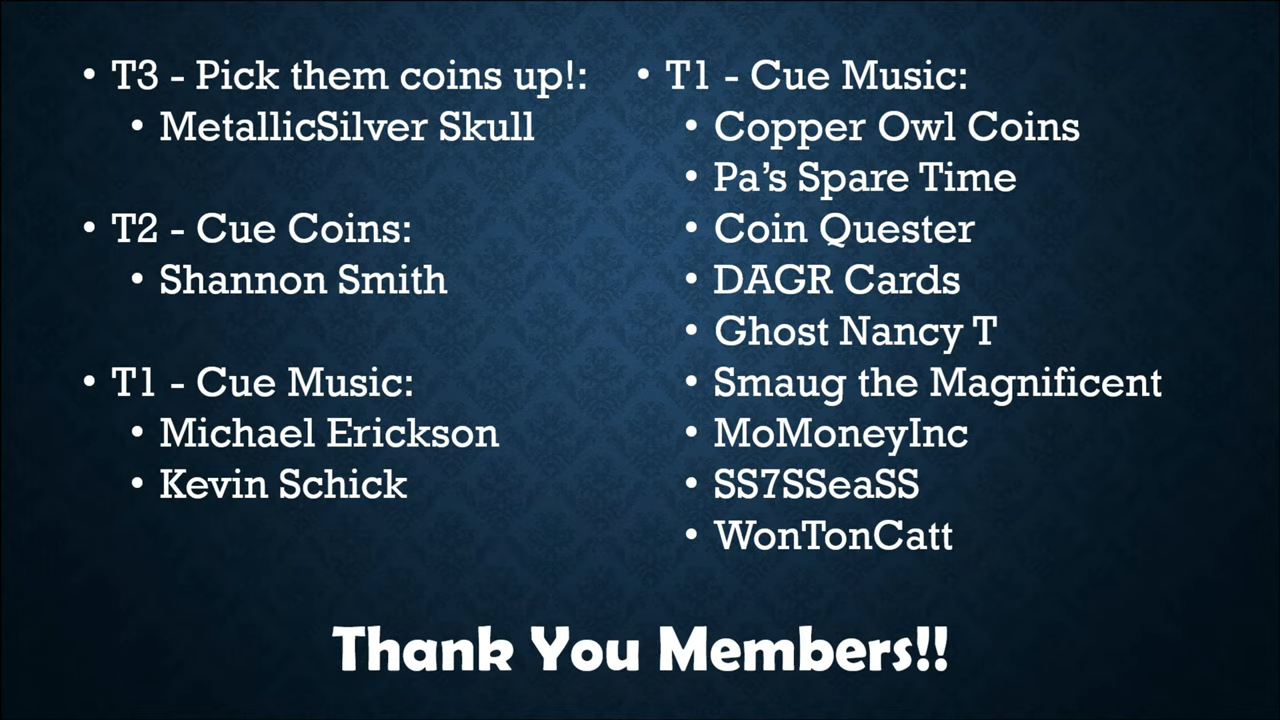 • T3 - Pick them coins up!:
• MetallicSilver Skull
• T2 - Cue Coins:
• Shannon Smith
• T1 - Cue Music:
• Michael Erickson
• Kevin Schick
• T1 - Cue Music:
• Copper Owl Coins
• Pa’s Spare Time
• Coin Quester
• DAGR Cards
• Ghost Nancy T
• Smaug the Magnificent
• MoMoneyInc
• SS7SSeaSS
• WonTonCatt
Thank You Members!!